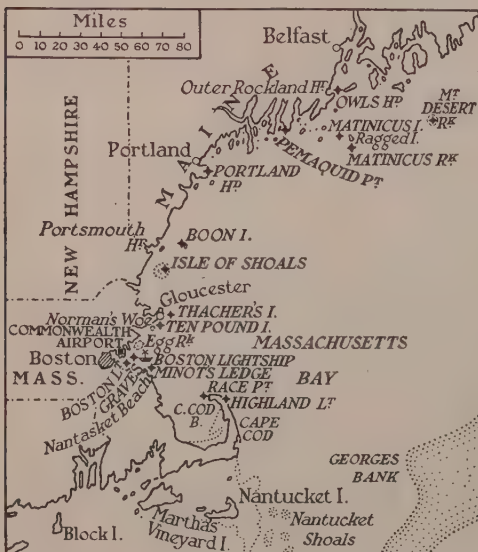 Miles
0 10 20 30 40 50 60 70 80
Belfast
Outer Rockland Hr.
OWLS HD
MT
DESERT
RK
MATINICUS I.
Ragged I.
MATINICUS RK
PEMAQUID PT
MAINE
Portland
PORTLAND
HD
NEW HAMPSHIRE
Portsmouth
Hr
BOON I.
ISLE OF SHOALS
Gloucester
Norman's Woe
THACHER'S I.
TEN POUND I.
COMMONWEALTH
AIRPORT
Egg Rk
MASSACHUSETTS
BAY
Boston
MASS.
BOSTON LT
GRAVES
BOSTON LIGHTSHIP
MINOTS LEDGE
Nantasket Beach
RACE PT
HIGHLAND LT
C. COD
B.
CAPE
COD
GEORGES
BANK
Nantucket I.
Nantucket
Shoals
Marthas
Vineyard I.
Block I.